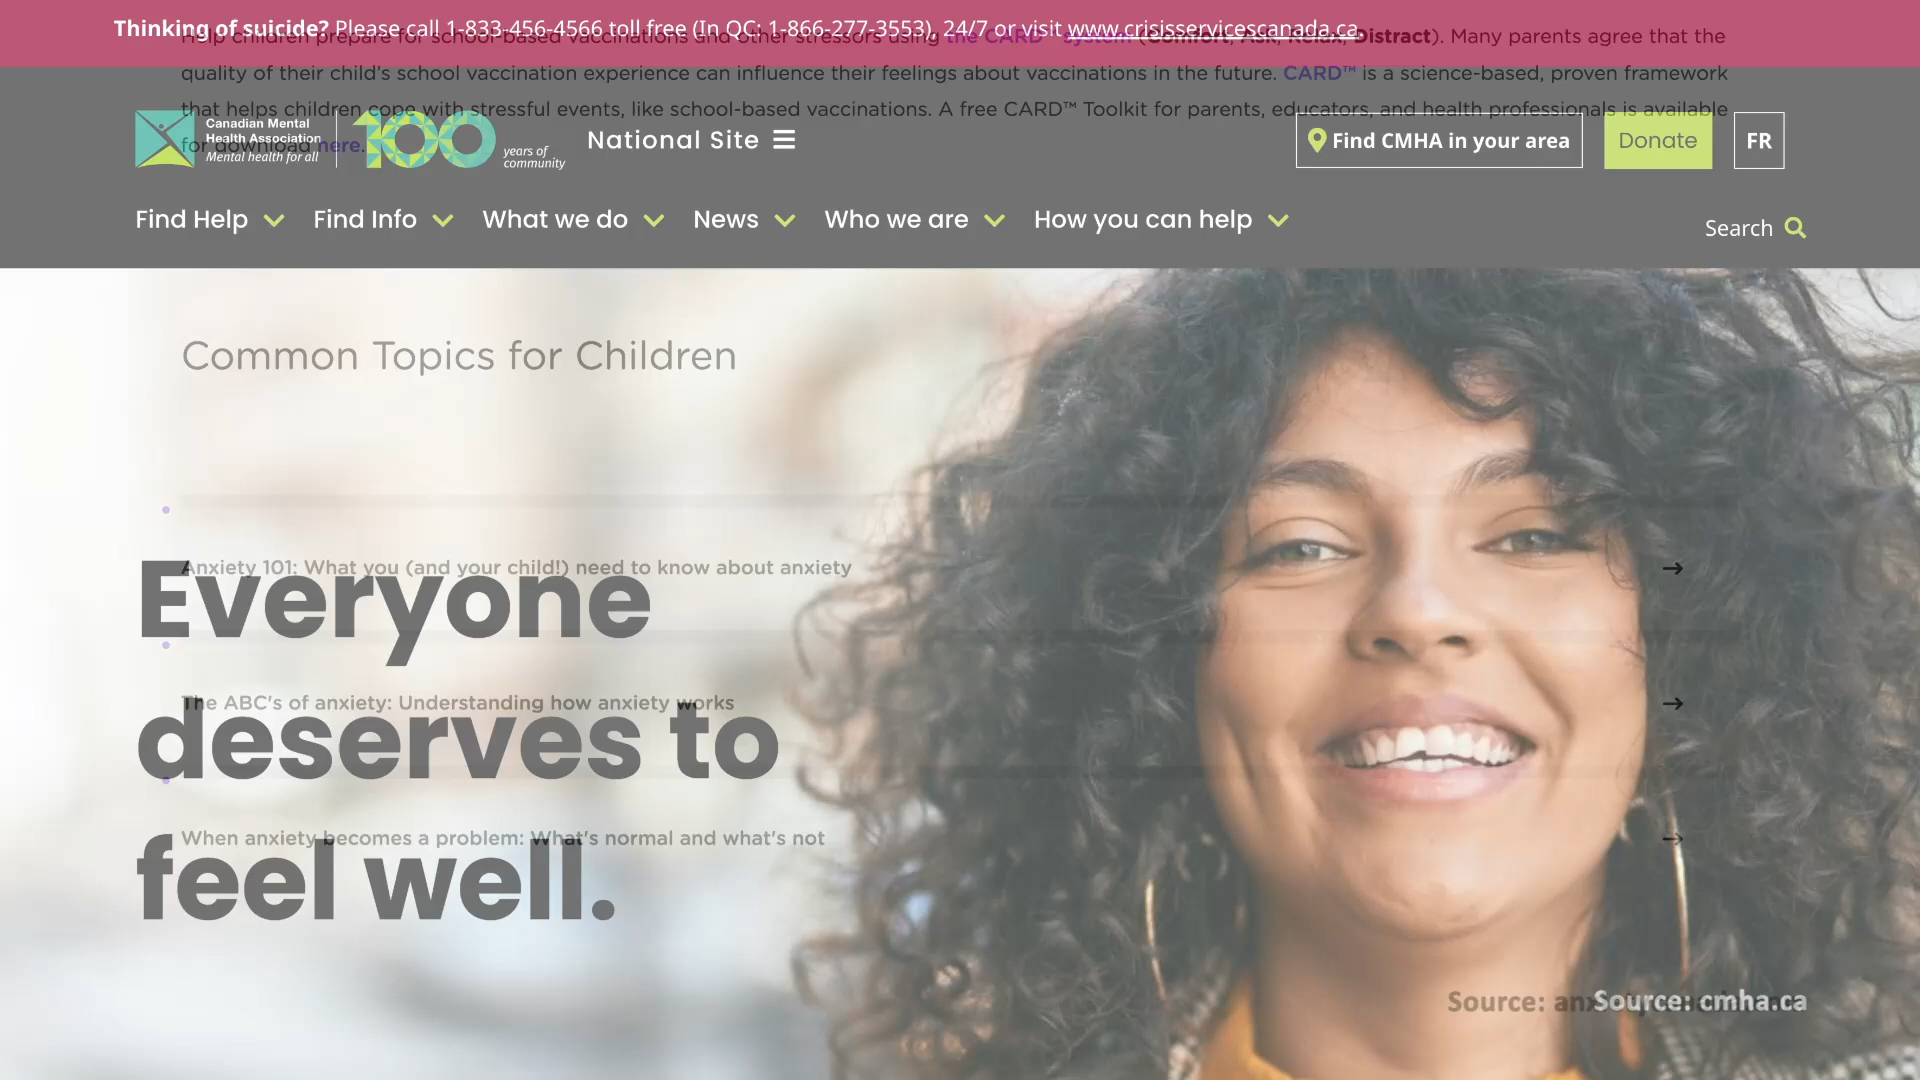 Thinking of suicide? Please call 1-833-456-4566 toll free (In QC: 1-866-277-3553), 24/7 or visit www.crisisservicescanada.ca.
Help children prepare for school-based vaccinations and other stressors using the CARD™ System (Comfort, Ask, Relax, Distract). Many parents agree that the
quality of their child's school vaccination experience can influence their feelings about vaccinations in the future. CARD™ is a science-based, proven framework
that helps children cope with stressful events, like school-based vaccinations. A free CARD™ Toolkit for parents, educators, and health professionals is available
for download here.
Canadian Mental
Health Association
Mental health for all
100
years of
community
National Site
Find CMHA in your area
Donate
FR
Find Help
Find Info
What we do
News
Who we are
How you can help
Search
Common Topics for Children
Anxiety 101: What you (and your child!) need to know about anxiety
Everyone
The ABC's of anxiety: Understanding how anxiety works
deserves to
When anxiety becomes a problem: What's normal and what's not
feel well.
Source:
Source: cmha.ca